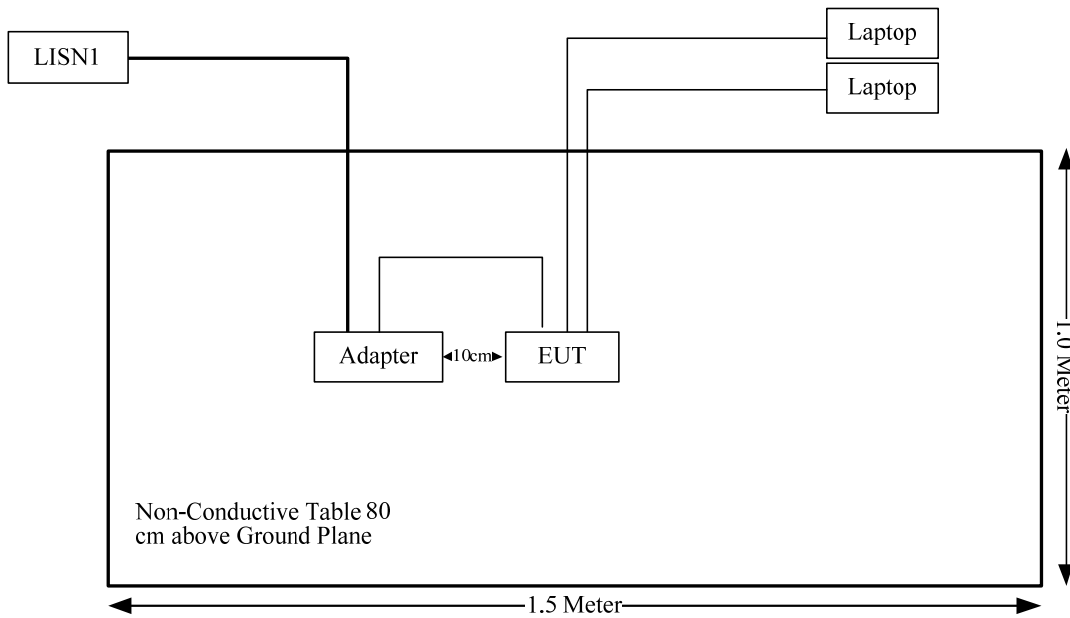 LISN1
Laptop
Laptop
Adapter
10cm
EUT
1.0 Meter
Non-Conductive Table 80
cm above Ground Plane
1.5 Meter